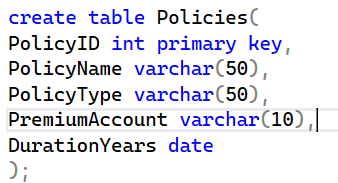 create table Policies(
PolicyID int primary key,
PolicyName varchar(50),
PolicyType varchar(50),
PremiumAccount varchar(10),
DurationYears date
);